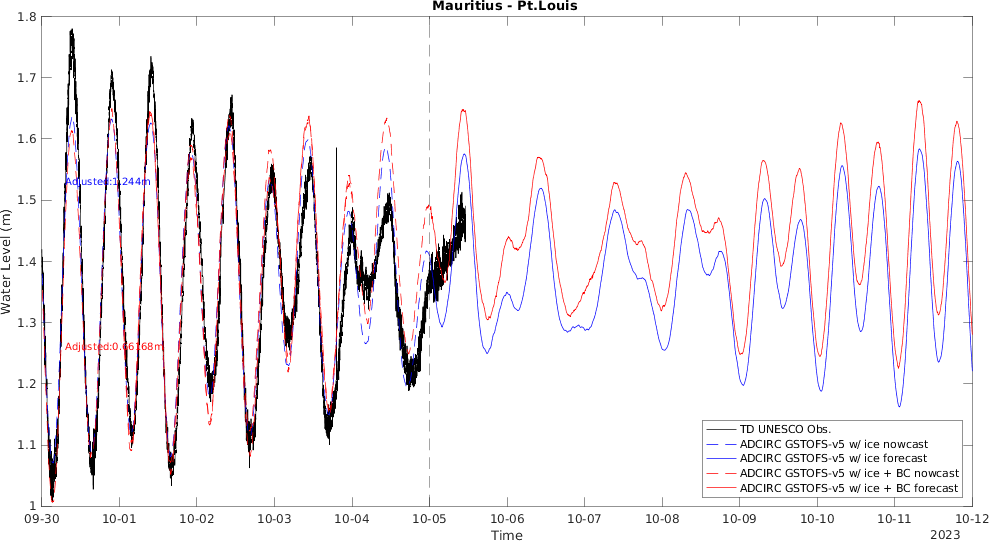 Mauritius - Pt.Louis
Water Level (m)
1.8
1.7
1.6
1.5
1.4
1.3
1.2
1.1
1
Adjusted:1.244m
Adjusted:0.66168m
TD UNESCO Obs.
ADCIRC GSTOFS-v5 w/ ice nowcast
ADCIRC GSTOFS-v5 w/ ice forecast
ADCIRC GSTOFS-v5 w/ ice + BC nowcast
ADCIRC GSTOFS-v5 w/ ice + BC forecast
09-30 10-01 10-02 10-03 10-04 10-05 10-06 10-07 10-08 10-09 10-10 10-11 10-12
Time
2023